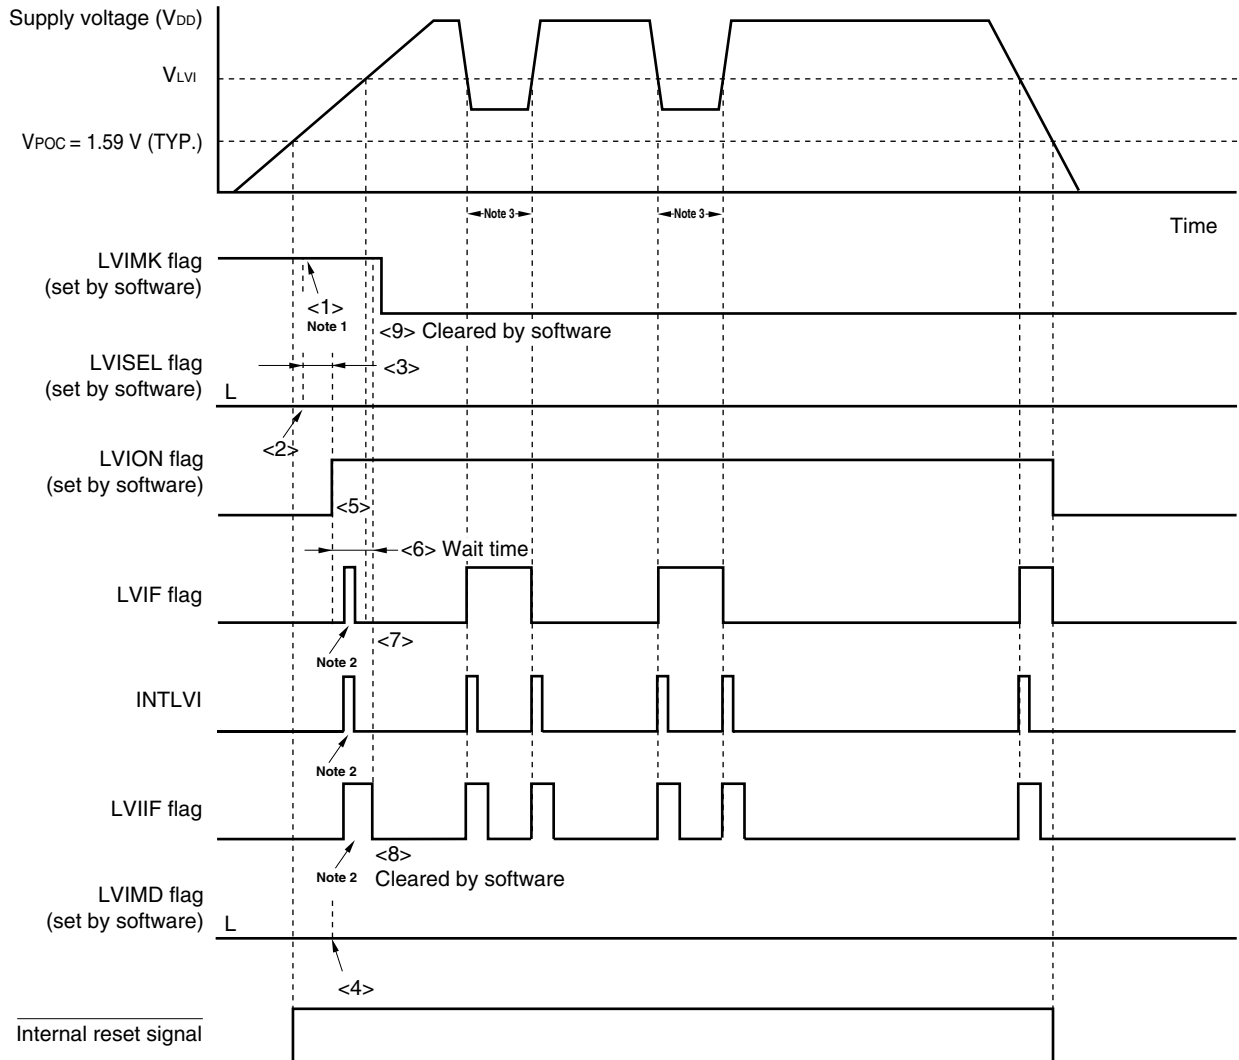 Supply voltage (VDD)
VLVI
VPOC = 1.59 V (TYP.)
Note 3
Note 3
Time
LVIMK flag
(set by software)
<1>
Note 1
<9> Cleared by software
LVISEL flag
(set by software)
L
<3>
<2>
LVION flag
(set by software)
<5>
<6> Wait time
LVIF flag
<7>
Note 2
INTLVI
Note 2
LVIIF flag
<8>
Note 2
Cleared by software
LVIMD flag
(set by software)
L
<4>
Internal reset signal